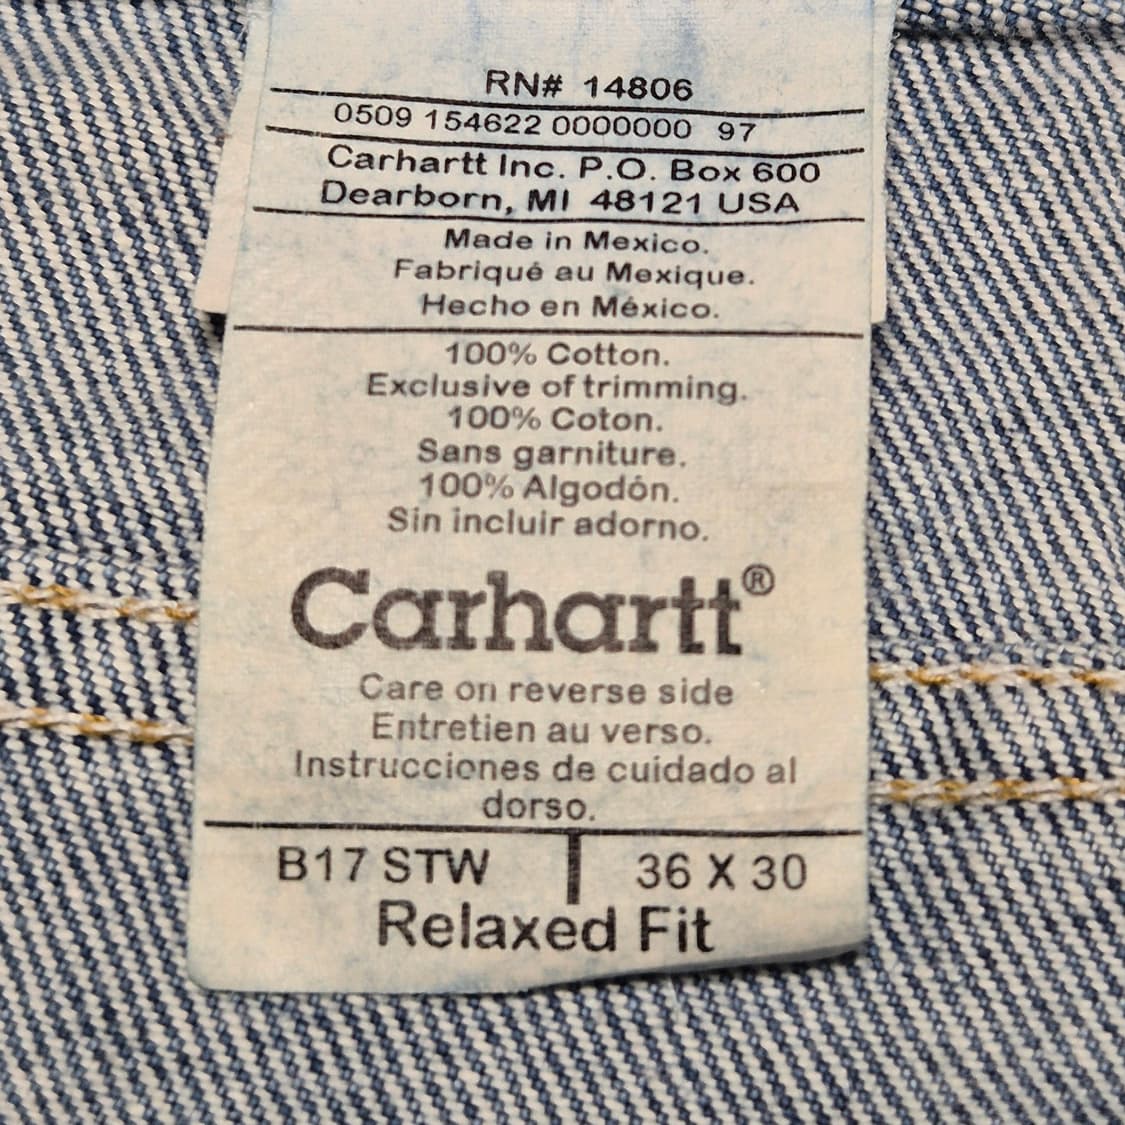 RN# 14806
0509 154622 0000000 97
Carhartt Inc. P.O. Box 600
Dearborn, MI 48121 USA
Made in Mexico.
Fabriqué au Mexique.
Hecho en México.
100% Cotton.
Exclusive of trimming.
100% Coton.
Sans garniture.
100% Algodón.
Sin incluir adorno.
Carhartt®
Care on reverse side
Entretien au verso.
Instrucciones de cuidado al
dorso.
B17 STW | 36 X 30
Relaxed Fit